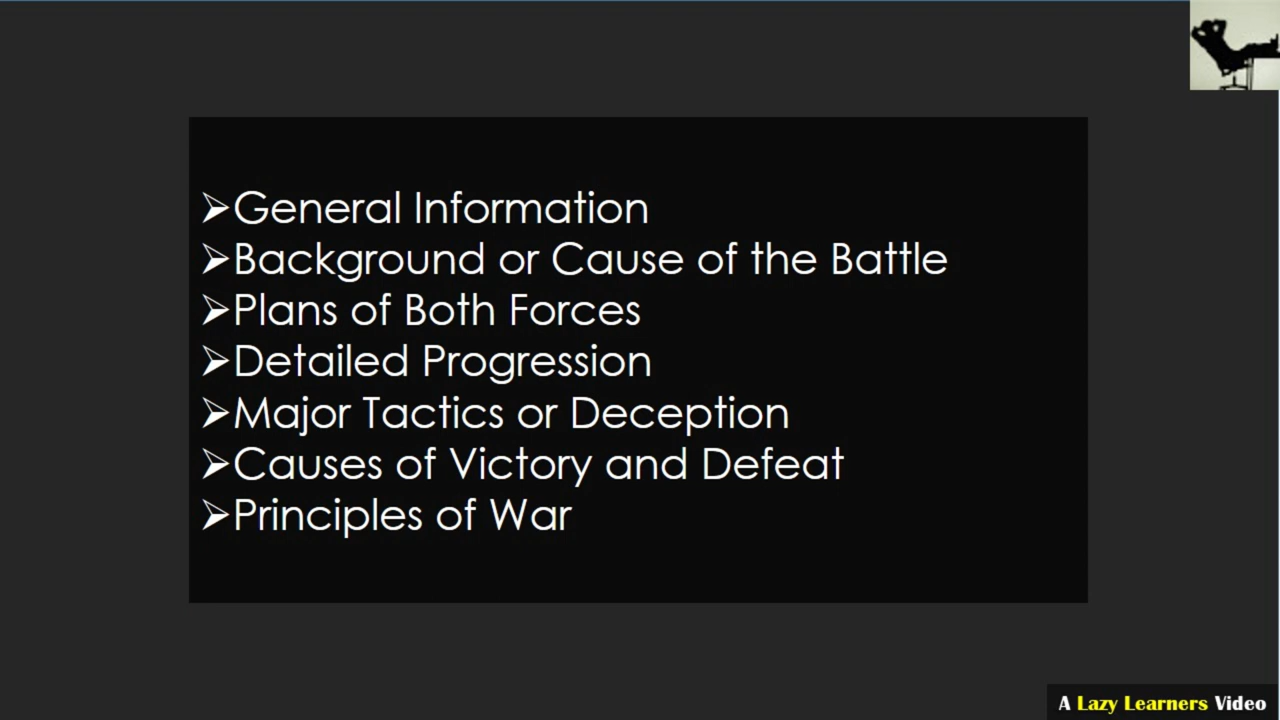 ➢General Information
➢Background or Cause of the Battle
➢Plans of Both Forces
➢Detailed Progression
➢Major Tactics or Deception
➢Causes of Victory and Defeat
➢Principles of War
A Lazy Learners Video